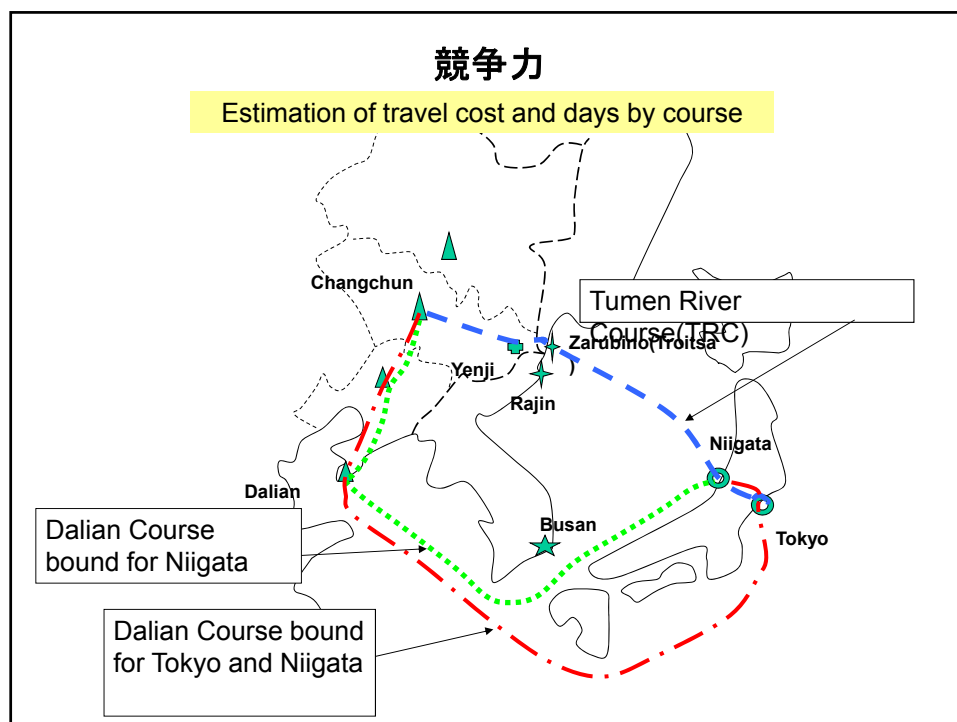 競争力
Estimation of travel cost and days by course
Changchun
Tumen River
Course(TRC)
Zarubino(Troitsa
)
Yenji
Rajin
Niigata
Dalian
Busan
Tokyo
Dalian Course
bound for Niigata
Dalian Course bound
for Tokyo and Niigata